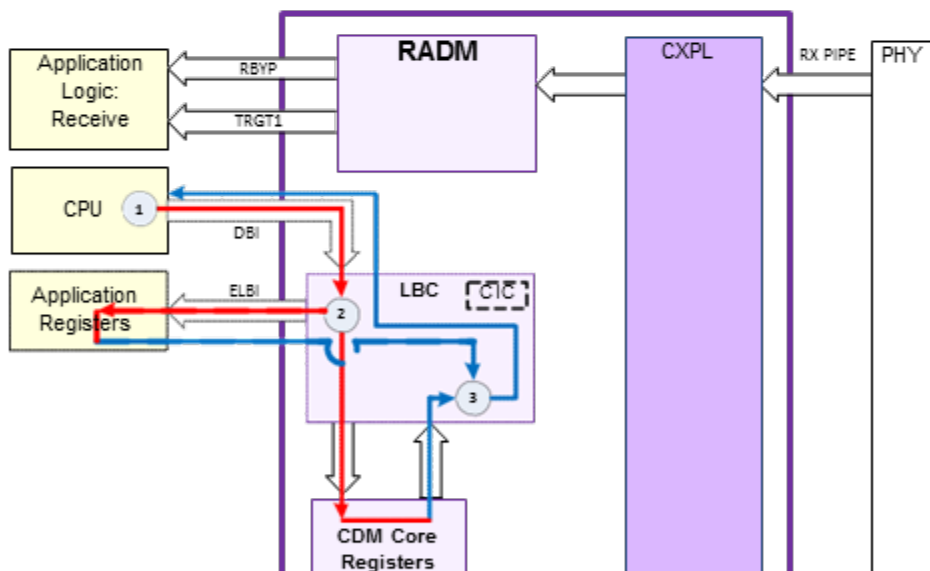 RADM
CXPL
RX PIPE
PHY
Application
Logic:
Receive
RBYP
TRGT1
CPU
1
DBI
Application
Registers
ELBI
LBC
CIC
2
3
CDM Core
Registers